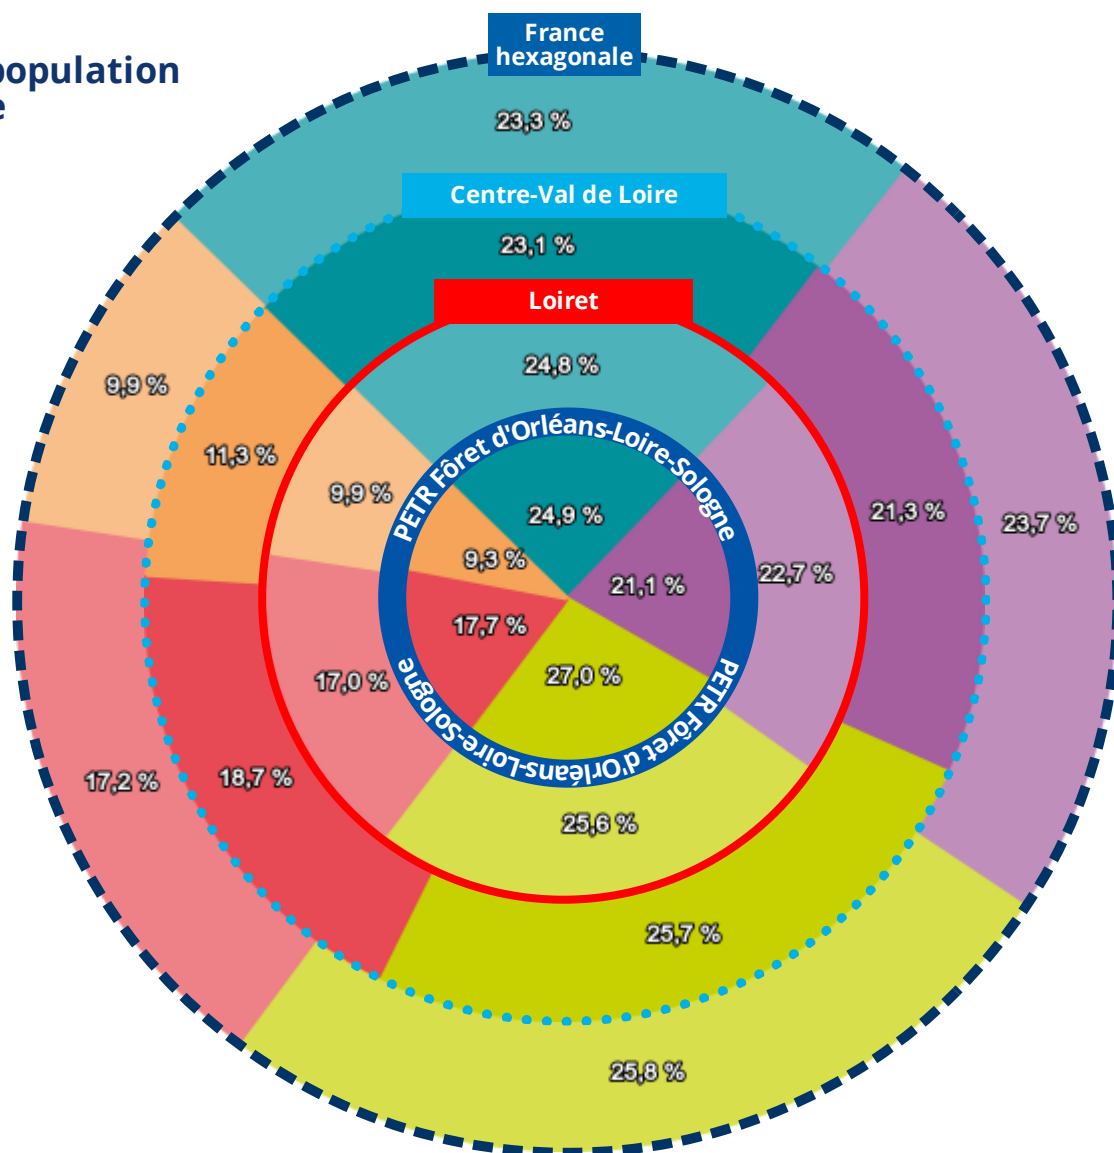 France
hexagonale
population
e
23,3 %
Centre-Val de Loire
23,1 %
Loiret
24,8 %
9,9 %
PETR Fôret d'Orléans-Loire-Sologne
11,3 %
9,9 %
24,9 %
21,3 %
23,7 %
9,3 %
22,7 %
21,1 %
17,7 %
27,0 %
17,0 %
PETR Fôret d'Orléans-Loire-Sologne
18,7 %
17,2 %
25,6 %
25,7 %
25,8 %